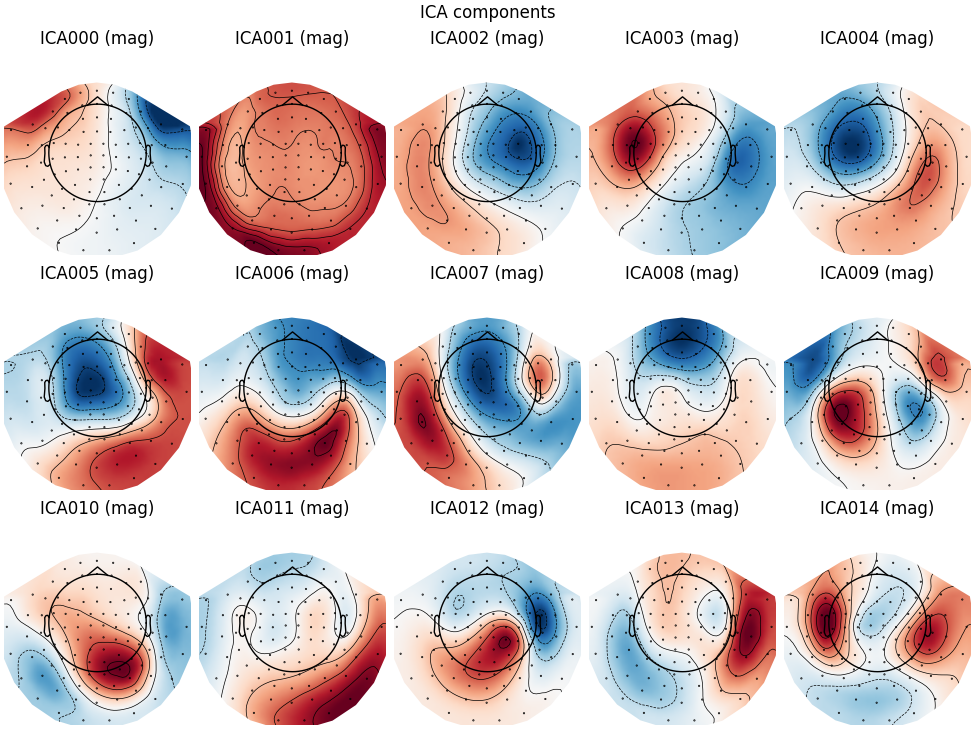 ICA components
ICA000 (mag) ICA001 (mag) ICA002 (mag) ICA003 (mag) ICA004 (mag)
ICA005 (mag) ICA006 (mag) ICA007 (mag) ICA008 (mag) ICA009 (mag)
ICA010 (mag) ICA011 (mag) ICA012 (mag) ICA013 (mag) ICA014 (mag)